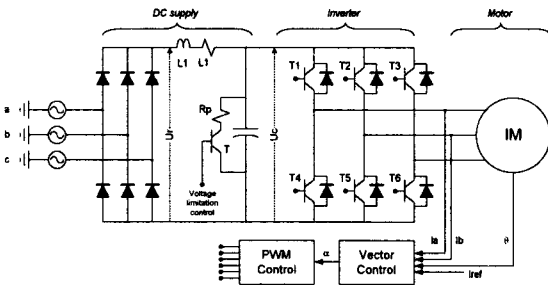 DC supply
Inverter
Motor
L1
L1
T1
T2
T3
a
b
c
Rp
T
Ur
Uc
IM
Voltage
limitation
control
T4
T5
T6
Ia
Ib
θ
PWM
Control
α
Vector
Control
Iref